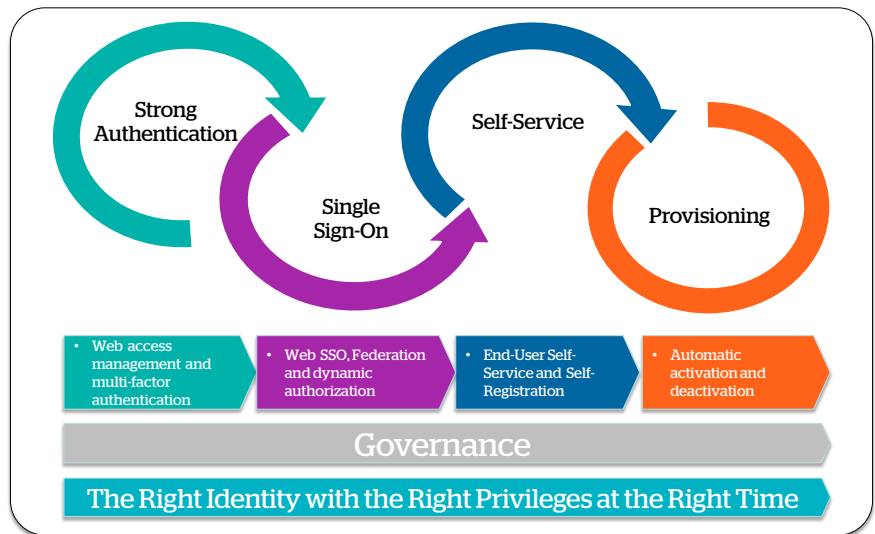 Strong
Authentication
Self-Service
Single
Sign-On
Provisioning
• Web access
management and
multi-factor
authentication
• Web SSO, Federation
and dynamic
authorization
• End-User Self-
Service and Self-
Registration
• Automatic
activation and
deactivation
Governance
The Right Identity with the Right Privileges at the Right Time